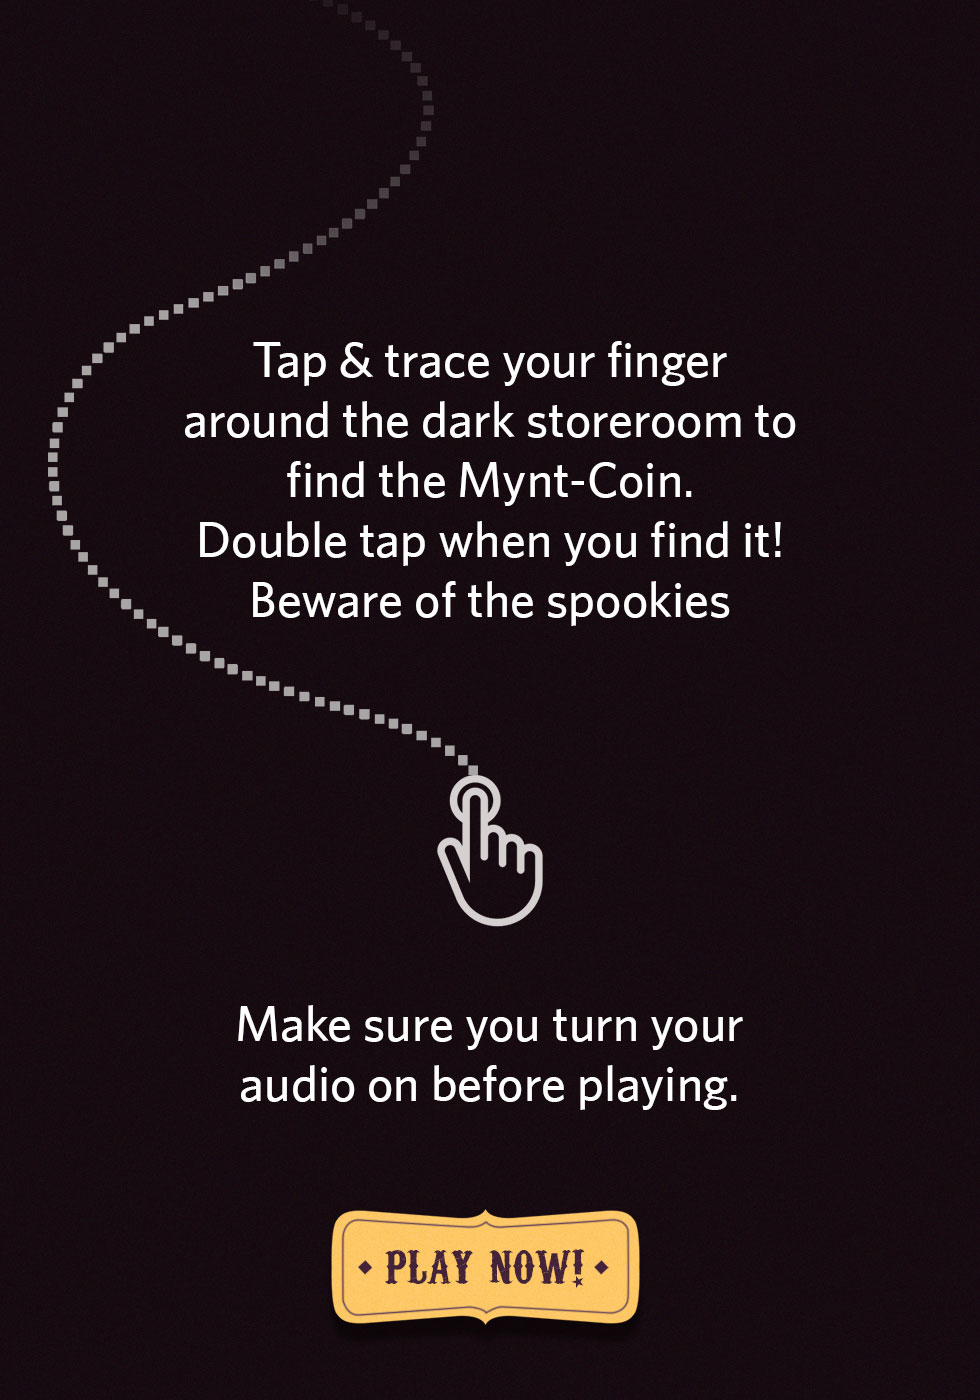 Tap & trace your finger
around the dark storeroom to
find the Mynt-Coin.
Double tap when you find it!
Beware of the spookies
Make sure you turn your
audio on before playing.
PLAY NOW!